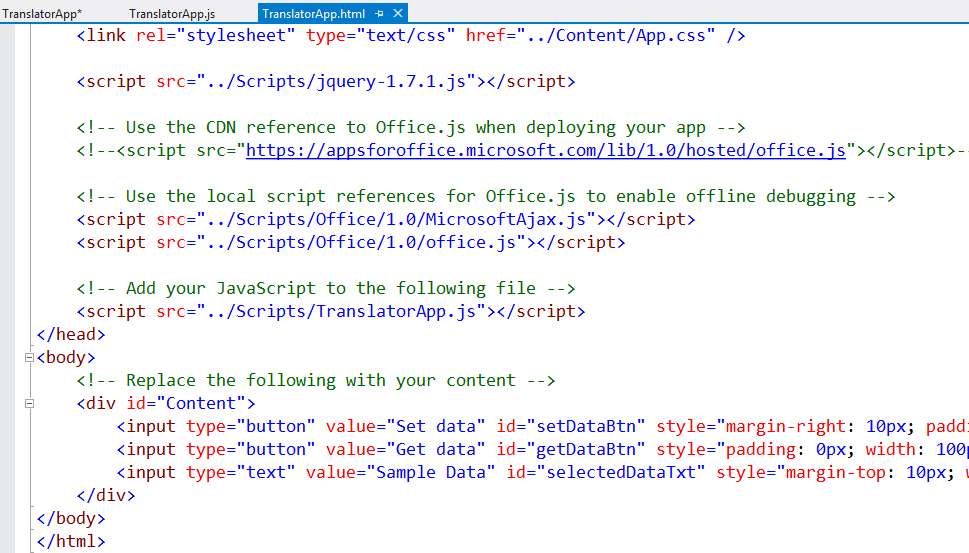 TranslatorApp* TranslatorApp.js TranslatorApp.html
<link rel="stylesheet" type="text/css" href="../Content/App.css" />
<script src="../Scripts/jquery-1.7.1.js"></script>
<!-- Use the CDN reference to Office.js when deploying your app -->
<!--<script src="https://appsforoffice.microsoft.com/lib/1.0/hosted/office.js"></script>--
<!-- Use the local script references for Office.js to enable offline debugging -->
<script src="../Scripts/Office/1.0/MicrosoftAjax.js"></script>
<script src="../Scripts/Office/1.0/office.js"></script>
<!-- Add your JavaScript to the following file -->
<script src="../Scripts/TranslatorApp.js"></script>
</head>
<body>
<!-- Replace the following with your content -->
<div id="Content">
<input type="button" value="Set data" id="setDataBtn" style="margin-right: 10px; paddi
<input type="button" value="Get data" id="getDataBtn" style="padding: 0px; width: 100p
<input type="text" value="Sample Data" id="selectedDataTxt" style="margin-top: 10px; w
</div>
</body>
</html>